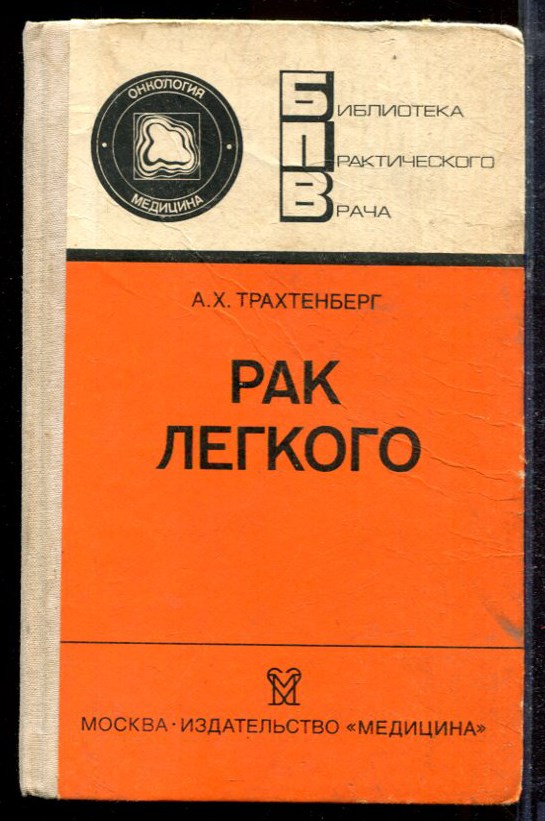 ОНКОЛОГИЯ
МЕДИЦИНА
БИБЛИОТЕКА
ПРАКТИЧЕСКОГО
ВРАЧА
А.Х. ТРАХТЕНБЕРГ
РАК
ЛЕГКОГО
МОСКВА · ИЗДАТЕЛЬСТВО «МЕДИЦИНА»